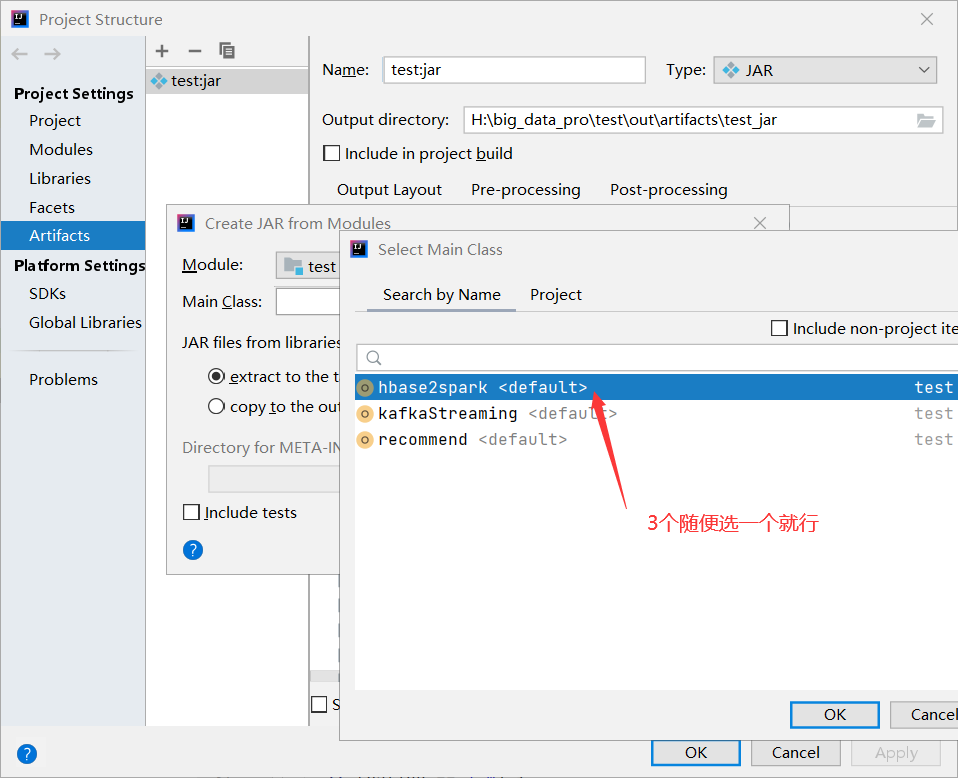 Project Structure
Project Settings
Project
Modules
Libraries
Facets
Artifacts
Platform Settings
SDKs
Global Libraries
Problems
test:jar
Name: test:jar Type: JAR
Output directory: H:\big_data_pro\test\out\artifacts\test_jar
Include in project build
Output Layout Pre-processing Post-processing
Create JAR from Modules
Module: test
Main Class:
JAR files from libraries
extract to the t
copy to the out
Directory for META-IN
Include tests
Select Main Class
Search by Name Project
Include non-project ite
hbase2spark <default> test
kafkaStreaming <default> test
recommend <default> test
3个随便选一个就行
OK Cancel
S
OK Cancel Apply